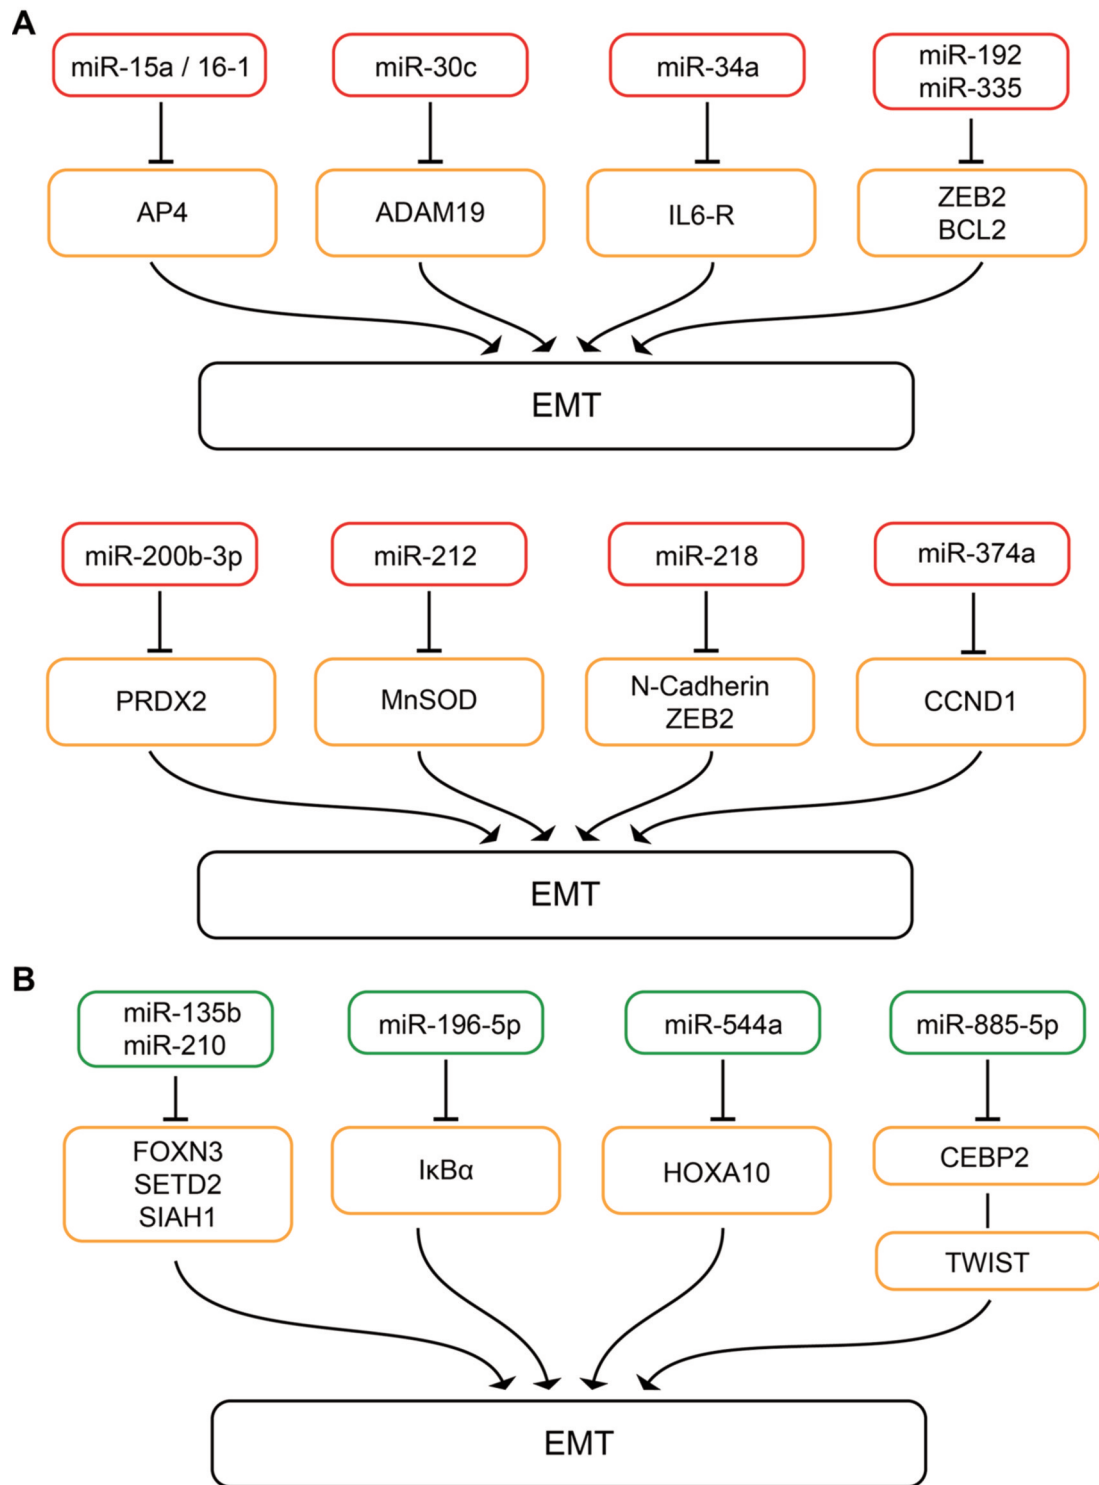 A
miR-15a / 16-1
miR-30c
miR-34a
miR-192
miR-335
AP4
ADAM19
IL6-R
ZEB2
BCL2
EMT
miR-200b-3p
miR-212
miR-218
miR-374a
PRDX2
MnSOD
N-Cadherin
ZEB2
CCND1
EMT
B
miR-135b
miR-210
miR-196-5p
miR-544a
miR-885-5p
FOXN3
SETD2
SIAH1
IκBα
HOXA10
CEBP2
TWIST
EMT